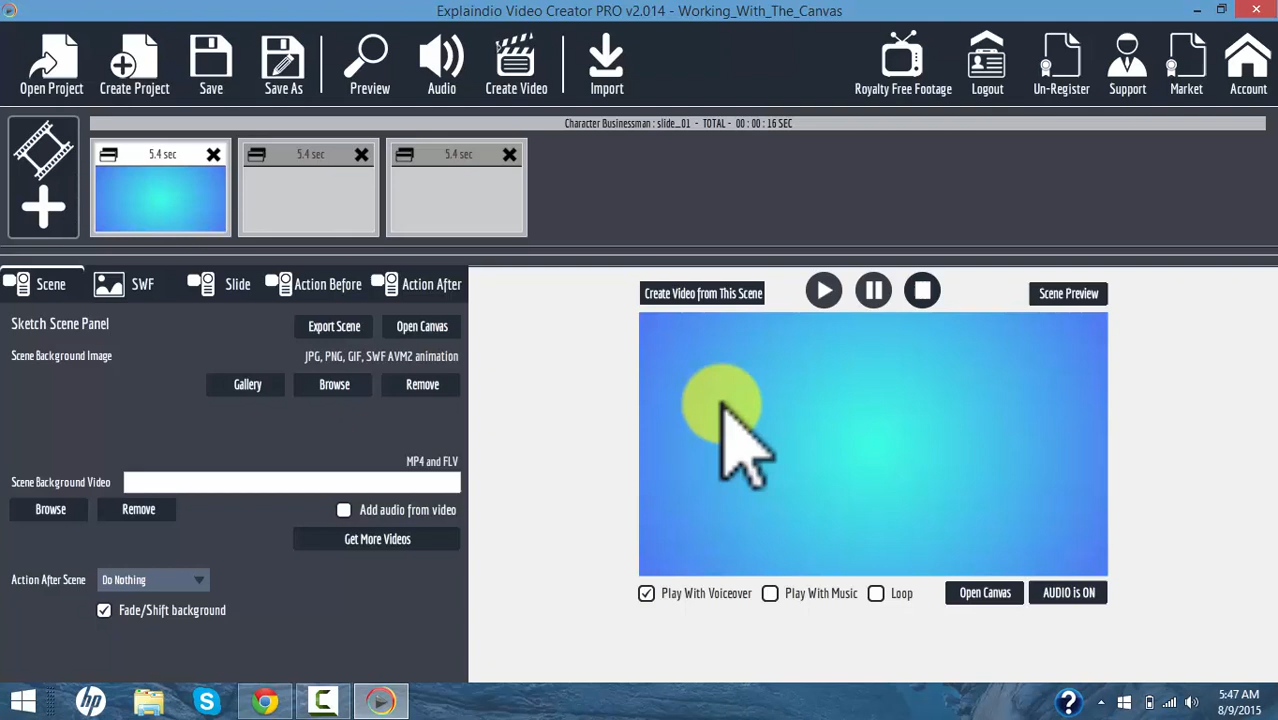 Explaindio Video Creator PRO v2.014 - Working_With_The_Canvas
Open Project Create Project Save Save As Preview Audio Create Video Import Royalty Free Footage Logout Un-Register Support Market Account
Character Businessman : slide_01 - TOTAL - 00 : 00 : 16 SEC
5.4 sec 5.4 sec 5.4 sec
Scene SWF Slide Action Before Action After
Create Video from This Scene Scene Preview
Sketch Scene Panel Export Scene Open Canvas
Scene Background Image JPG, PNG, GIF, SWF AVM2 animation
Gallery Browse Remove
MP4 and FLV
Scene Background Video
Browse Remove Add audio from video
Get More Videos
Action After Scene Do Nothing
Play With Voiceover Play With Music Loop Open Canvas AUDIO is ON
Fade/Shift background
hp S C ?
5:47 AM
8/9/2015